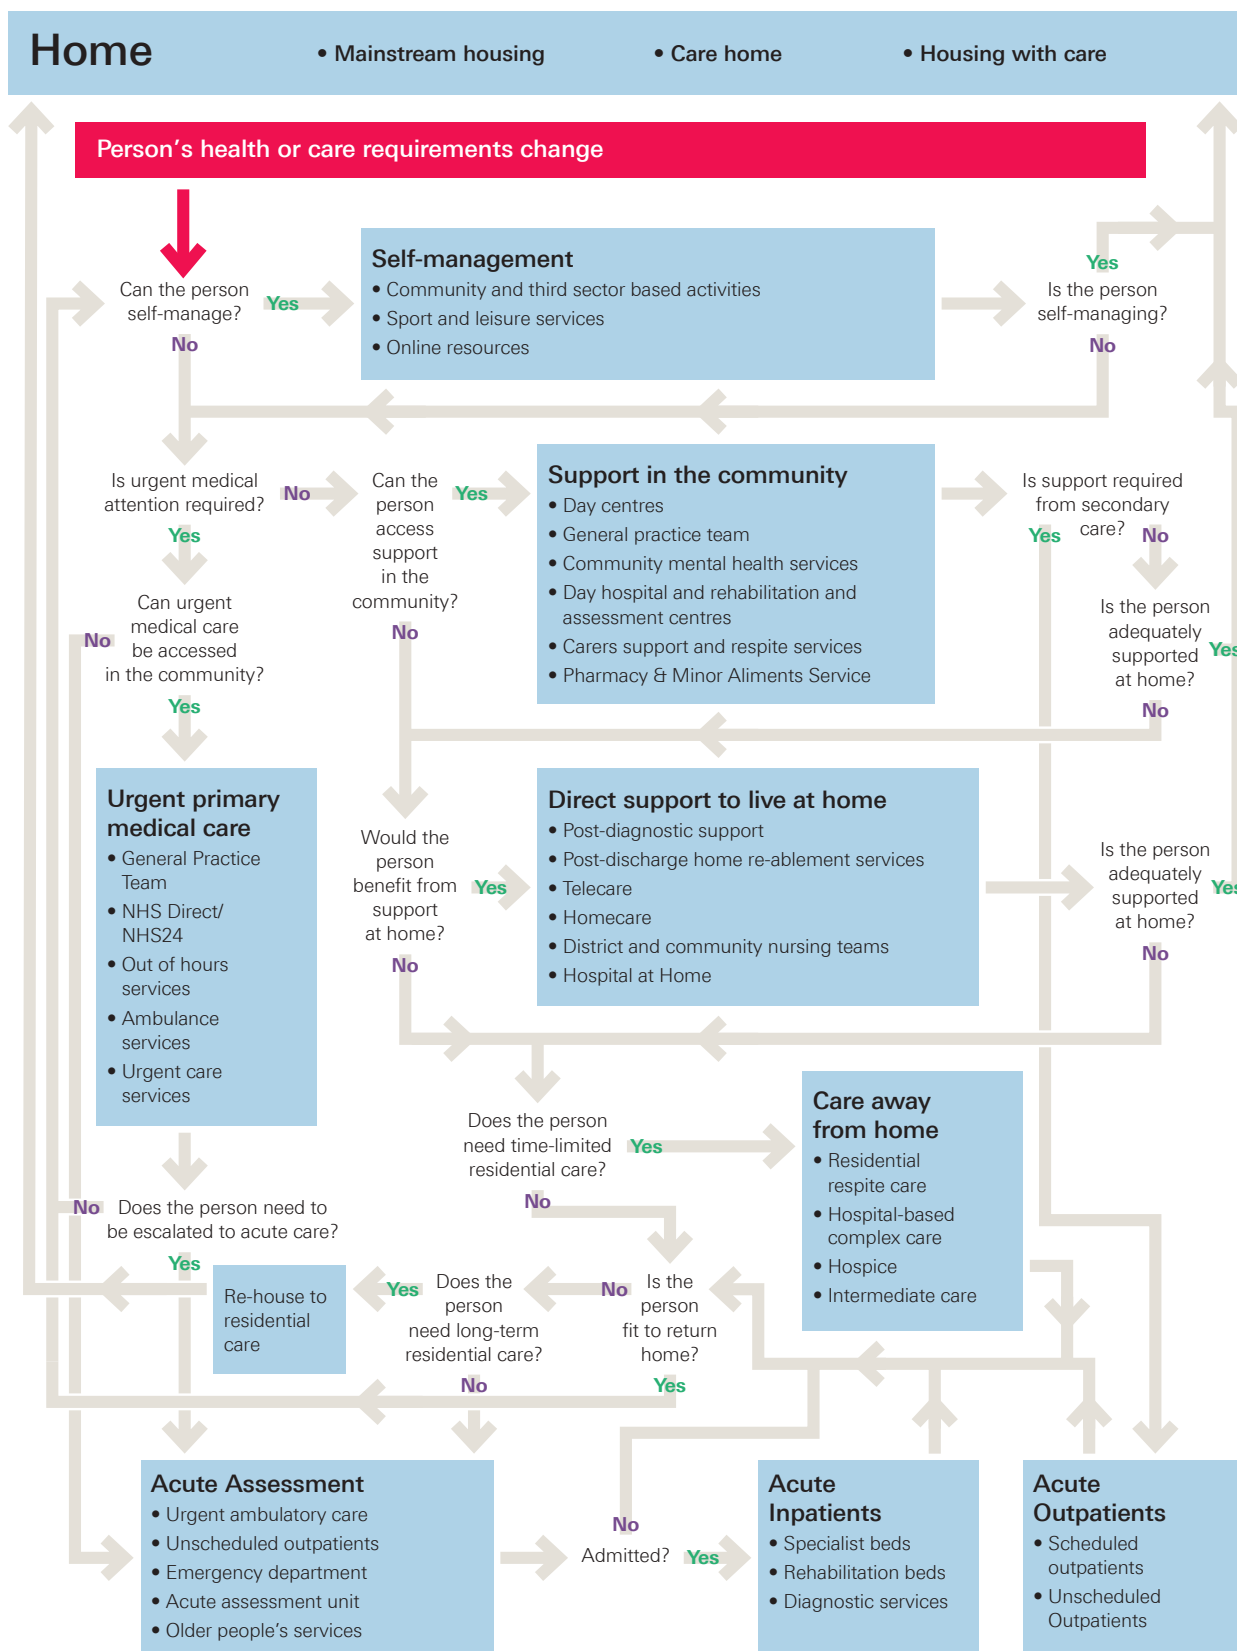 Home
• Mainstream housing
• Care home
• Housing with care
Person's health or care requirements change
Can the person
self-manage?
Yes
No
Self-management
• Community and third sector based activities
• Sport and leisure services
• Online resources
Yes
Is the person
self-managing?
No
Is urgent medical
attention required?
No
Yes
Can the
person
access
support
in the
community?
Yes
No
Support in the community
• Day centres
• General practice team
• Community mental health services
• Day hospital and rehabilitation and
assessment centres
• Carers support and respite services
• Pharmacy & Minor Aliments Service
Is support required
from secondary
care?
Yes
No
Is the person
adequately
supported
at home?
Yes
No
Can urgent
medical care
be accessed
in the community?
No
Yes
Urgent primary
medical care
• General Practice
Team
• NHS Direct/
NHS24
• Out of hours
services
• Ambulance
services
• Urgent care
services
Would the
person
benefit from
support
at home?
Yes
No
Direct support to live at home
• Post-diagnostic support
• Post-discharge home re-ablement services
• Telecare
• Homecare
• District and community nursing teams
• Hospital at Home
Is the person
adequately
supported
at home?
Yes
No
Does the person
need time-limited
residential care?
Yes
No
Care away
from home
• Residential
respite care
• Hospital-based
complex care
• Hospice
• Intermediate care
No
Does the person need to
be escalated to acute care?
Yes
Re-house to
residential
care
Yes
Does the
person
need long-term
residential care?
No
No
Is the
person
fit to return
home?
Yes
Acute Assessment
• Urgent ambulatory care
• Unscheduled outpatients
• Emergency department
• Acute assessment unit
• Older people's services
No
Admitted?
Yes
Acute
Inpatients
• Specialist beds
• Rehabilitation beds
• Diagnostic services
Acute
Outpatients
• Scheduled
outpatients
• Unscheduled
Outpatients